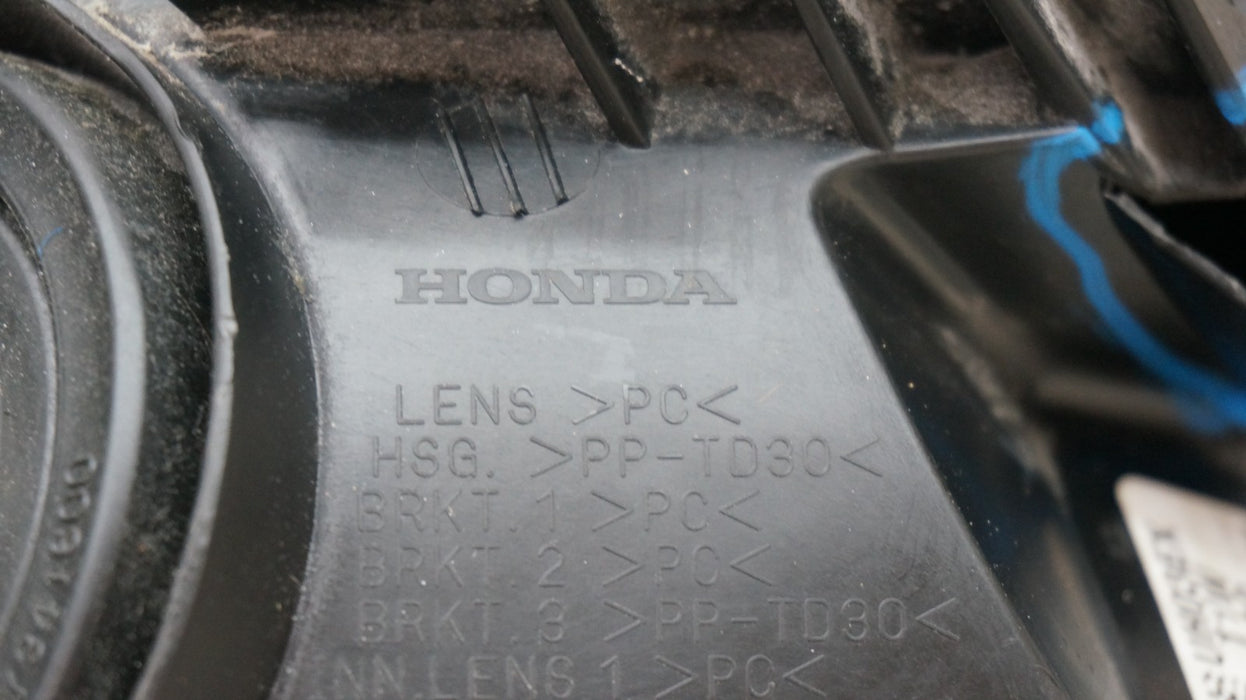 HONDA
LENS >PC<
HSG. >PP-TD30<
BRKT.1 >PC<
BRKT. 2 >PC<
BRKT. 3 >PP-TD30<
INN.LENS 1 >PC<